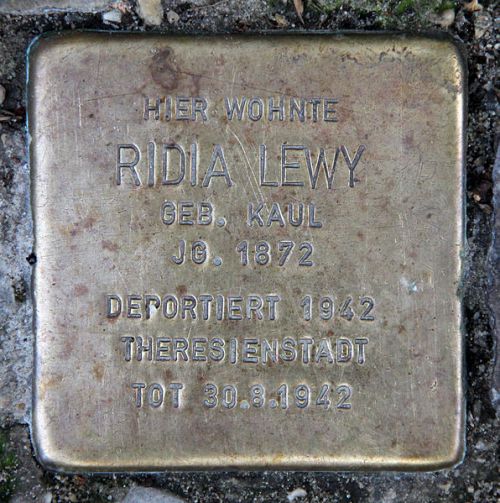 HIER WOHNTE
RIDIA LEWY
GEB. KAUL
JG. 1872
DEPORTIERT 1942
THERESIENSTADT
TOT 30.8.1942